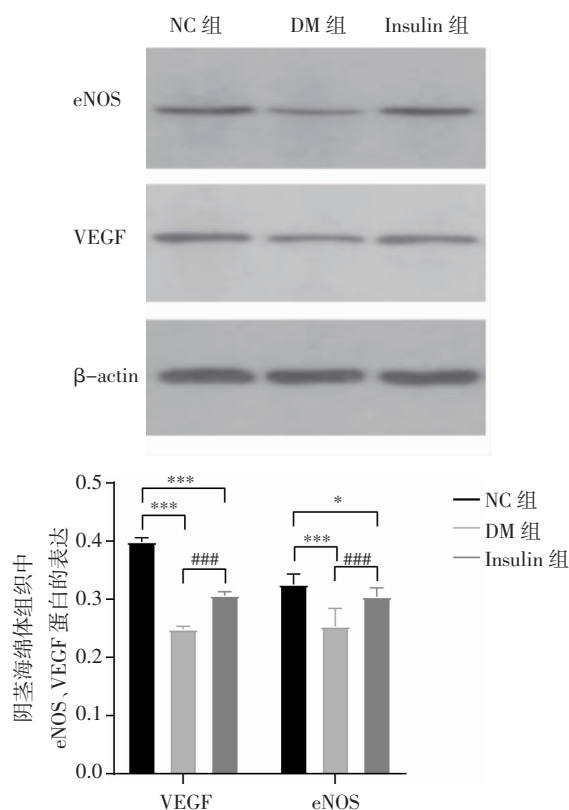 NC 组 DM 组 Insulin 组
eNOS
VEGF
β-actin
阴茎海绵体组织中
eNOS、VEGF 蛋白的表达
0.5
0.4
0.3
0.2
0.1
0.0
***
***
###
*
***
###
VEGF eNOS
NC 组
DM 组
Insulin 组